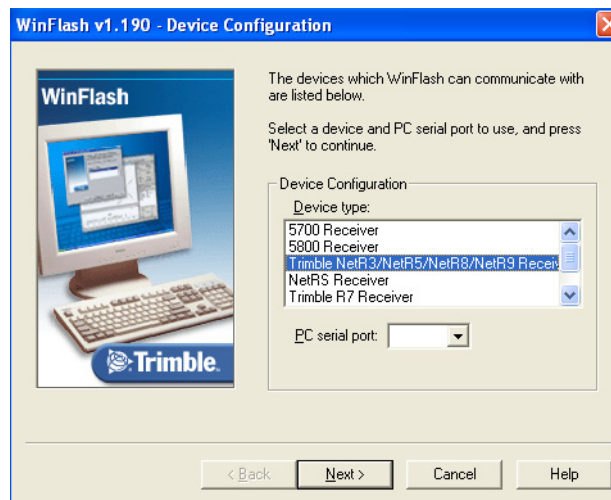 WinFlash v1.190 - Device Configuration
WinFlash
Trimble.
The devices which WinFlash can communicate with
are listed below.
Select a device and PC serial port to use, and press
'Next' to continue.
Device Configuration
Device type:
5700 Receiver
5800 Receiver
Trimble NetR3/NetR5/NetR8/NetR9 Receiv
NetRS Receiver
Trimble R7 Receiver
PC serial port:
< Back
Next >
Cancel
Help